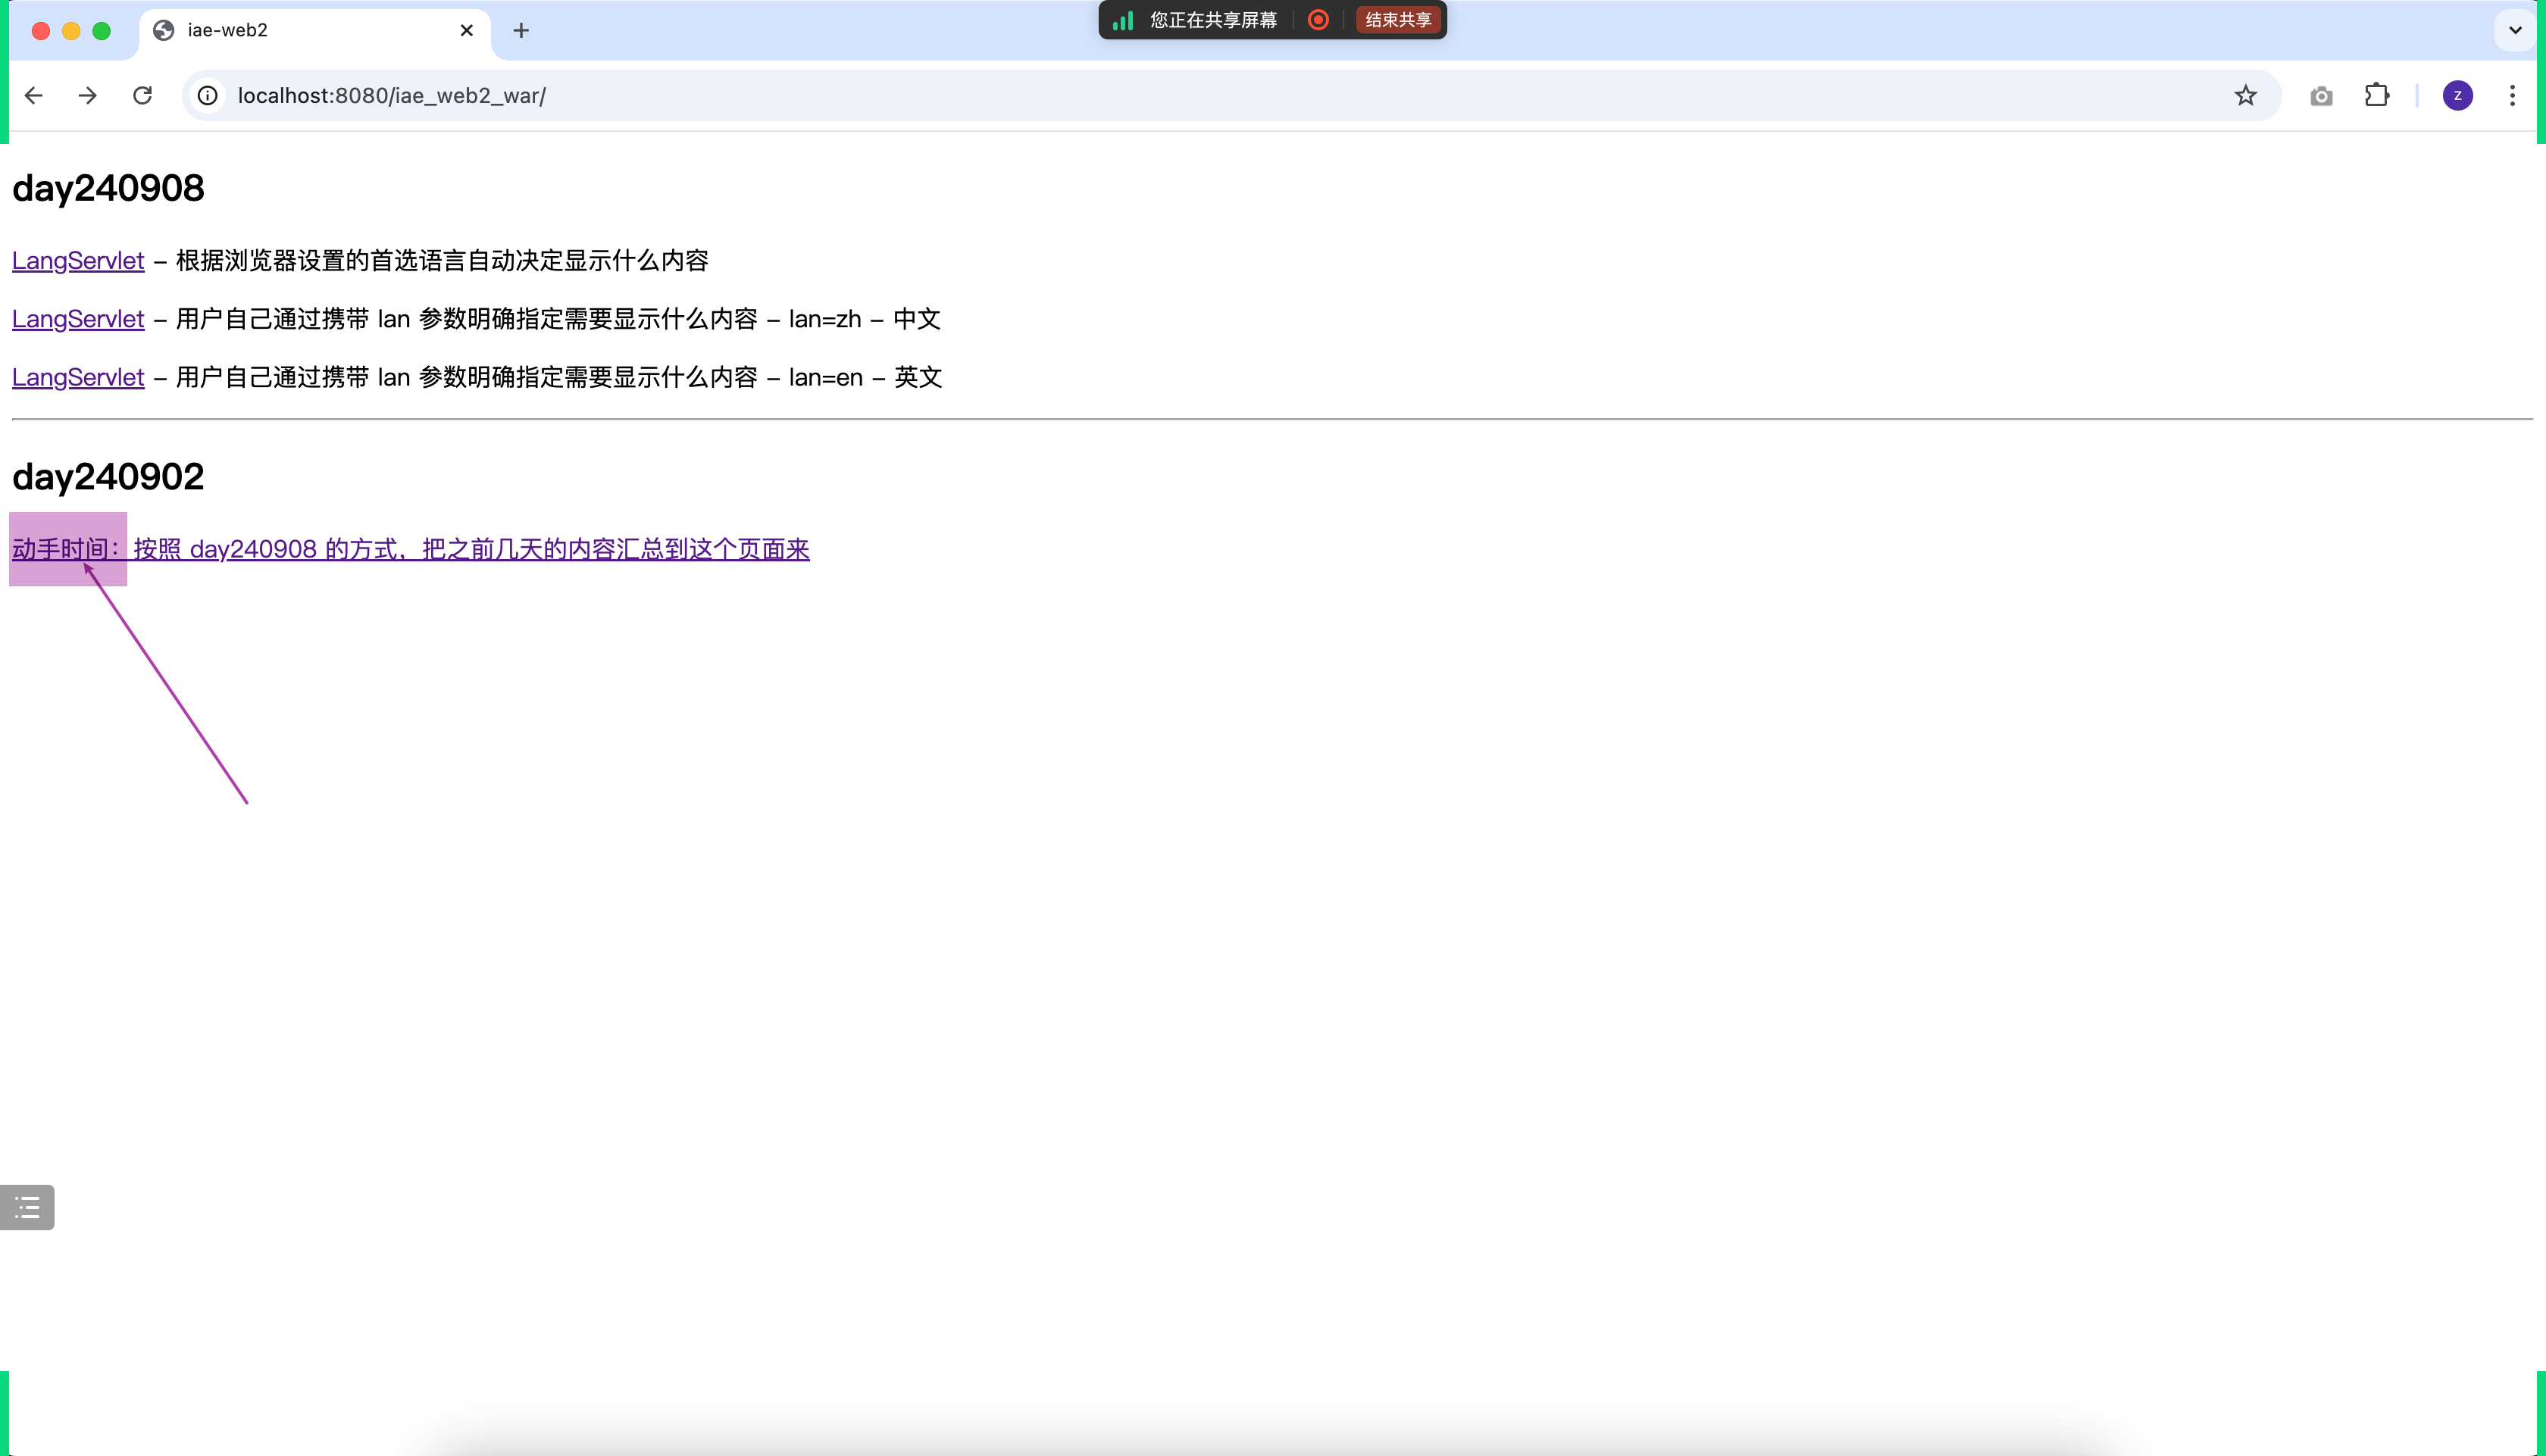 iae-web2
您正在共享屏幕
结束共享
localhost:8080/iae_web2_war/
z
day240908
LangServlet – 根据浏览器设置的首选语言自动决定显示什么内容
LangServlet – 用户自己通过携带 lan 参数明确指定需要显示什么内容 – lan=zh – 中文
LangServlet – 用户自己通过携带 lan 参数明确指定需要显示什么内容 – lan=en – 英文
day240902
动手时间：按照 day240908 的方式，把之前几天的内容汇总到这个页面来